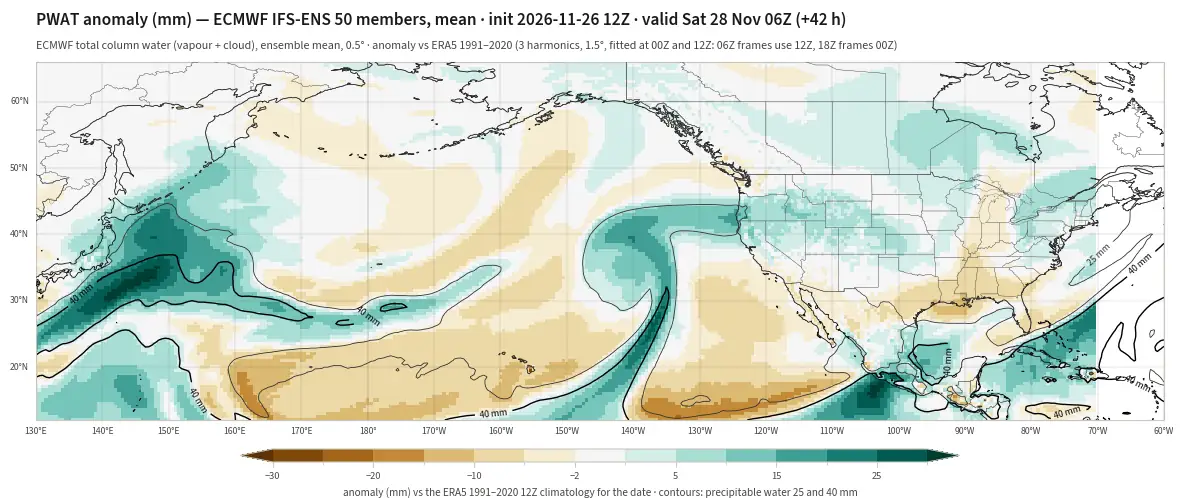 PWAT anomaly (mm) — ECMWF IFS-ENS 50 members, mean · init 2026-11-26 12Z · valid Sat 28 Nov 06Z (+42 h)
ECMWF total column water (vapour + cloud), ensemble mean, 0.5° · anomaly vs ERA5 1991–2020 (3 harmonics, 1.5°, fitted at 00Z and 12Z: 06Z frames use 12Z, 18Z frames 00Z)
60°N
50°N
40°N
30°N
20°N
25 mm
40 mm
40 mm
40 mm
40 mm
40 mm
40 mm
40 mm
40 mm
130°E 140°E 150°E 160°E 170°E 180° 170°W 160°W 150°W 140°W 130°W 120°W 110°W 100°W 90°W 80°W 70°W 60°W
−30 −20 −10 −2 5 15 25
anomaly (mm) vs the ERA5 1991–2020 12Z climatology for the date · contours: precipitable water 25 and 40 mm